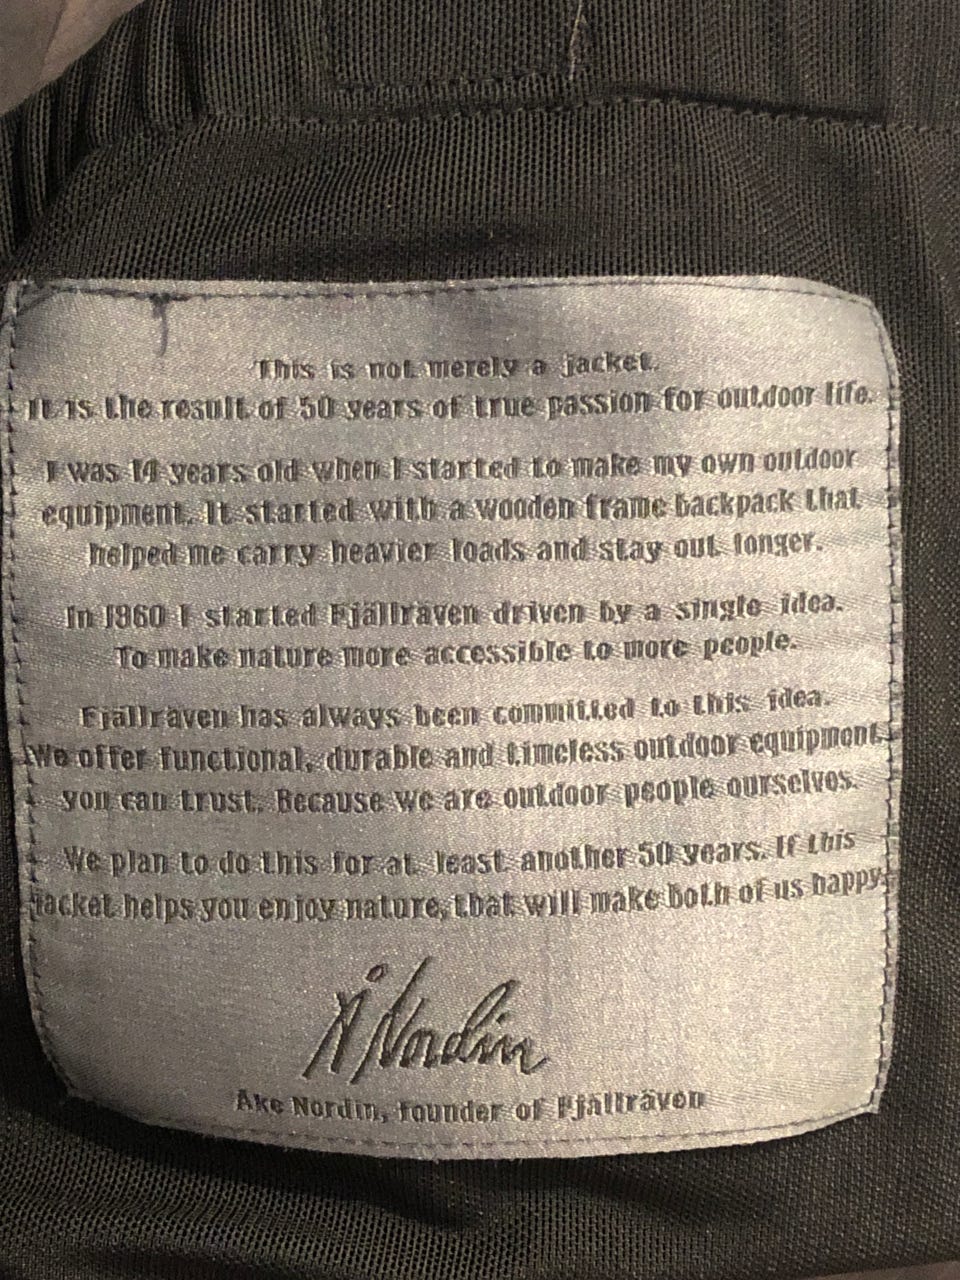 This is not merely a jacket.
It is the result of 50 years of true passion for outdoor life.
I was 14 years old when I started to make my own outdoor
equipment. It started with a wooden frame backpack that
helped me carry heavier loads and stay out longer.
In 1960 I started Fjällräven driven by a single idea.
To make nature more accessible to more people.
Fjällräven has always been committed to this idea.
We offer functional, durable and timeless outdoor equipment
you can trust. Because we are outdoor people ourselves.
We plan to do this for at least another 50 years. If this
jacket helps you enjoy nature, that will make both of us happy.
Å Nordin
Åke Nordin, founder of Fjällräven